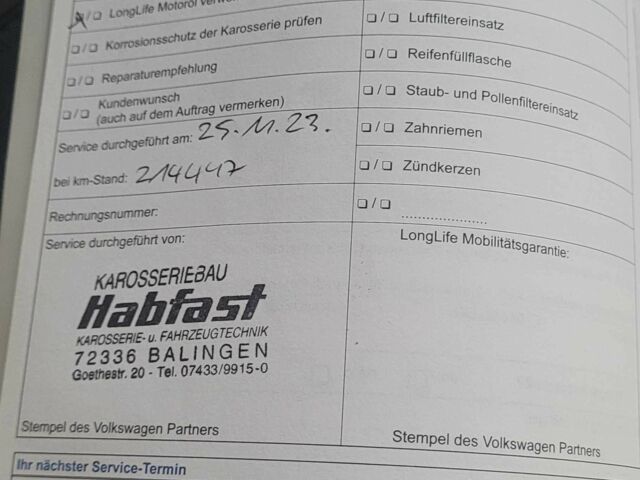 ☒/❏ LongLife Motoröl
❏/❏ Korrosionsschutz der Karosserie prüfen
❏/❏ Reparaturempfehlung
❏/❏ Kundenwunsch
(auch auf dem Auftrag vermerken)
Service durchgeführt am: 25.11.23.
bei km-Stand: 214447
Rechnungsnummer:
Service durchgeführt von:
KAROSSERIEBAU
Habfast
KAROSSERIE- u. FAHRZEUGTECHNIK
72336 BALINGEN
Goethestr. 20 - Tel. 07433/9915-0
Stempel des Volkswagen Partners
❏/❏ Luftfiltereinsatz
❏/❏ Reifenfüllflasche
❏/❏ Staub- und Pollenfiltereinsatz
❏/❏ Zahnriemen
❏/❏ Zündkerzen
❏/❏ ......................
LongLife Mobilitätsgarantie:
Stempel des Volkswagen Partners
Ihr nächster Service-Termin